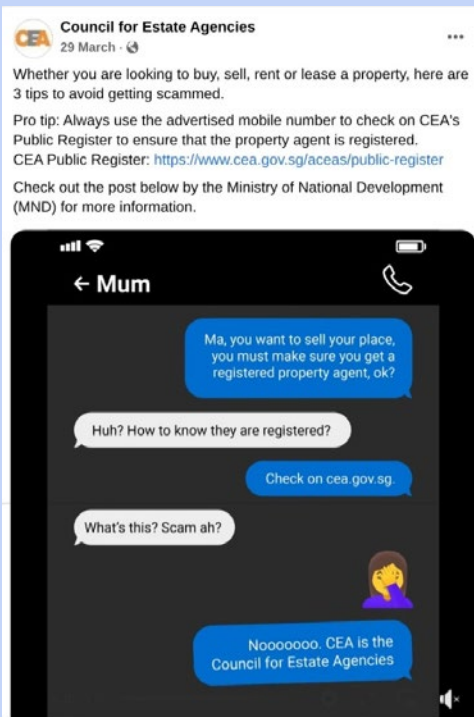 CEA
Council for Estate Agencies
29 March ·
Whether you are looking to buy, sell, rent or lease a property, here are
3 tips to avoid getting scammed.
Pro tip: Always use the advertised mobile number to check on CEA's
Public Register to ensure that the property agent is registered.
CEA Public Register: https://www.cea.gov.sg/aceas/public-register
Check out the post below by the Ministry of National Development
(MND) for more information.
← Mum
Ma, you want to sell your place,
you must make sure you get a
registered property agent, ok?
Huh? How to know they are registered?
Check on cea.gov.sg.
What's this? Scam ah?
Nooooooo. CEA is the
Council for Estate Agencies